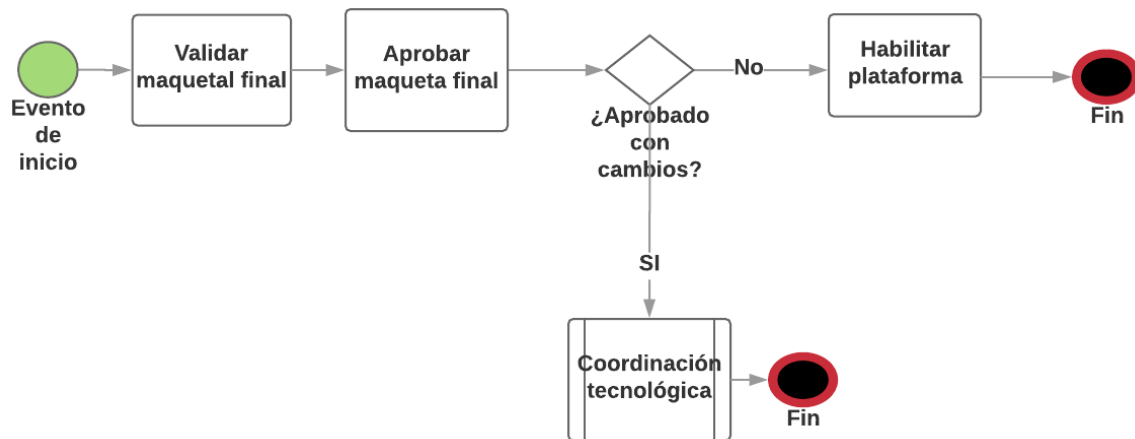 Validar
maquetal final
Aprobar
maqueta final
Habilitar
plataforma
No
Evento
de
inicio
¿Aprobado
con
cambios?
Fin
SI
Coordinación
tecnológica
Fin